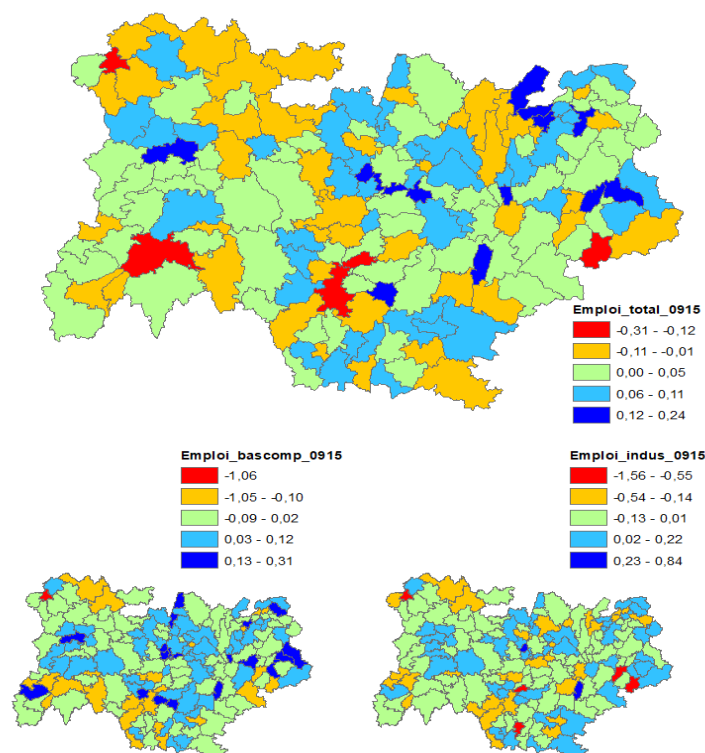 Emploi_total_0915
-0,31 - -0,12
-0,11 - -0,01
0,00 - 0,05
0,06 - 0,11
0,12 - 0,24
Emploi_bascomp_0915
-1,06
-1,05 - -0,10
-0,09 - 0,02
0,03 - 0,12
0,13 - 0,31
Emploi_indus_0915
-1,56 - -0,55
-0,54 - -0,14
-0,13 - 0,01
0,02 - 0,22
0,23 - 0,84